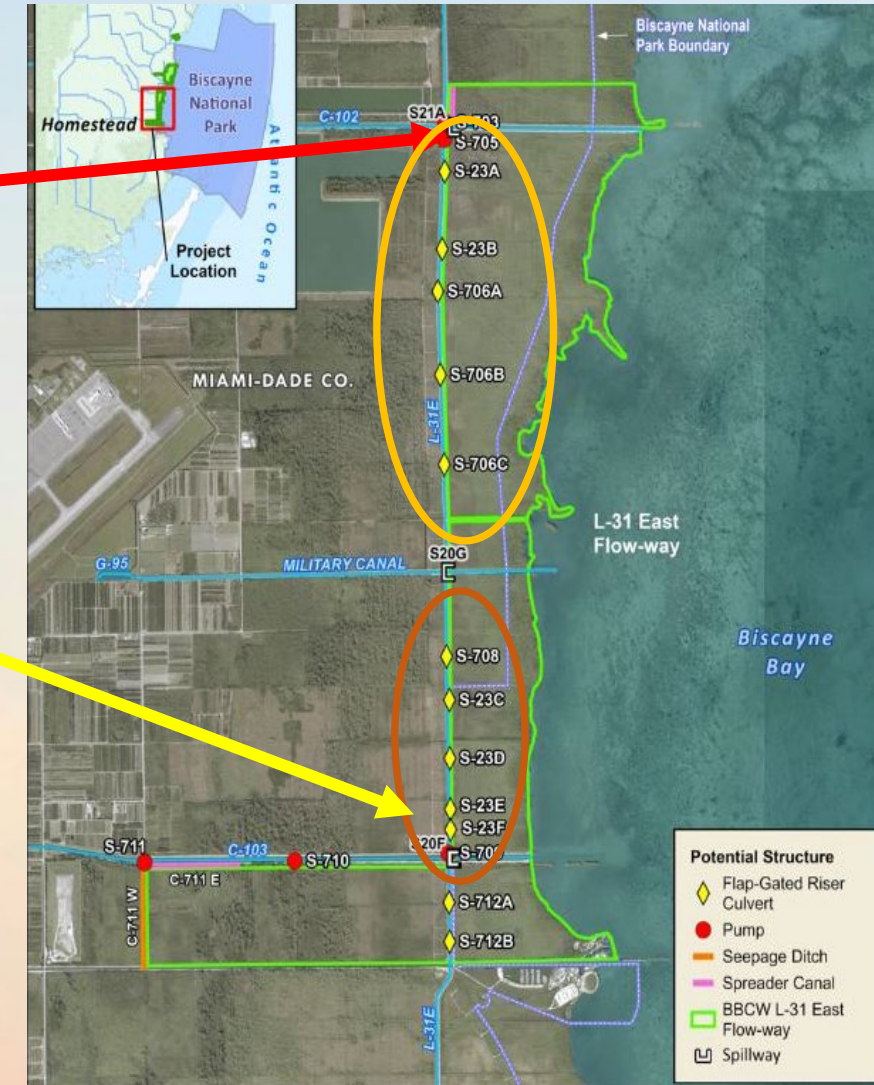 Biscayne
National
Park
Homestead
Atlantic Ocean
Project
Location
Biscayne National
Park Boundary
C-102
S21A
S-703
S-705
S-23A
S-23B
S-706A
S-706B
MIAMI-DADE CO.
L-31E
S-706C
L-31 East
Flow-way
S20G
G-95
MILITARY CANAL
Biscayne
Bay
S-708
S-23C
S-23D
S-23E
S-23F
S20F
S-711
C-103
S-710
C-711 E
C-711 W
S-712A
S-712B
L-31E
Potential Structure
Flap-Gated Riser
Culvert
Pump
Seepage Ditch
Spreader Canal
BBCW L-31 East
Flow-way
Spillway